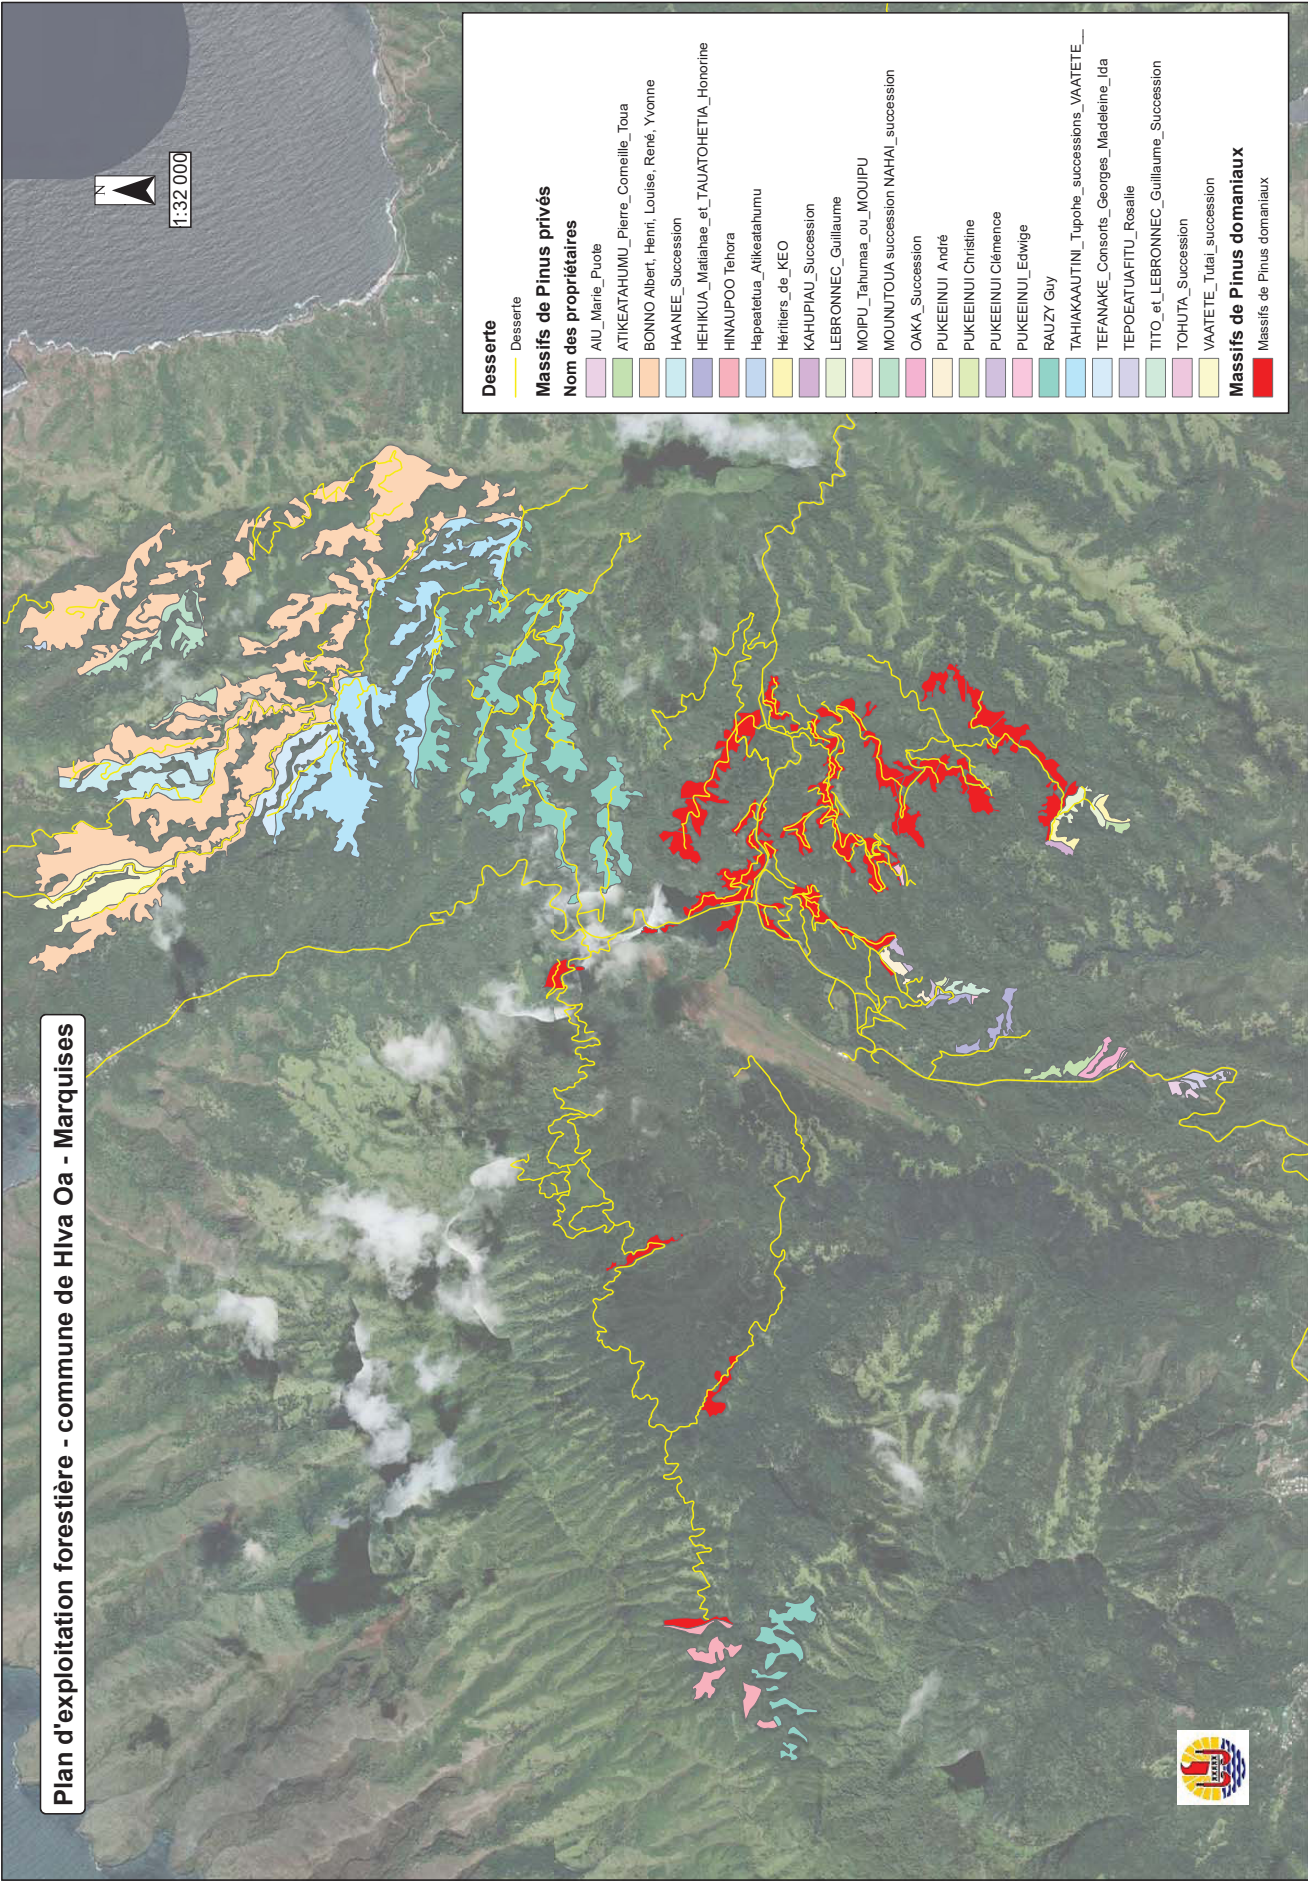 Plan d'exploitation forestière - commune de HIva Oa - Marquises
N
1:32 000
Desserte
Desserte
Massifs de Pinus privés
Nom des propriétaires
AIU_Marie_Puote
ATIKEATAHUMU_Pierre_Corneille_Toua
BONNO Albert, Henri, Louise, René, Yvonne
HAANEE_Succession
HEHIKUA_Matiahae_et_TAUATOHETIA_Honorine
HINAUPOO Tehora
Hapeatetua_Atikeatahumu
Héritiers_de_KEO
KAHUPIAU_Succession
LEBRONNEC_Guillaume
MOIPU_Tahumaa_ou_MOUIPU
MOUNUTOUA succession NAHAI_succession
OAKA_Succession
PUKEEINUI André
PUKEEINUI Christine
PUKEEINUI Clémence
PUKEEINUI_Edwige
RAUZY Guy
TAHIAKAAUTINI_Tupohe_successions_VAATETE__
TEFANAKE_Consorts_Georges_Madeleine_Ida
TEPOEATUAFITU_Rosalie
TITO_et_LEBRONNEC_Guillaume_Succession
TOHUTA_Succession
VAATETE_Tutai_succession
Massifs de Pinus domaniaux
Massifs de Pinus domaniaux